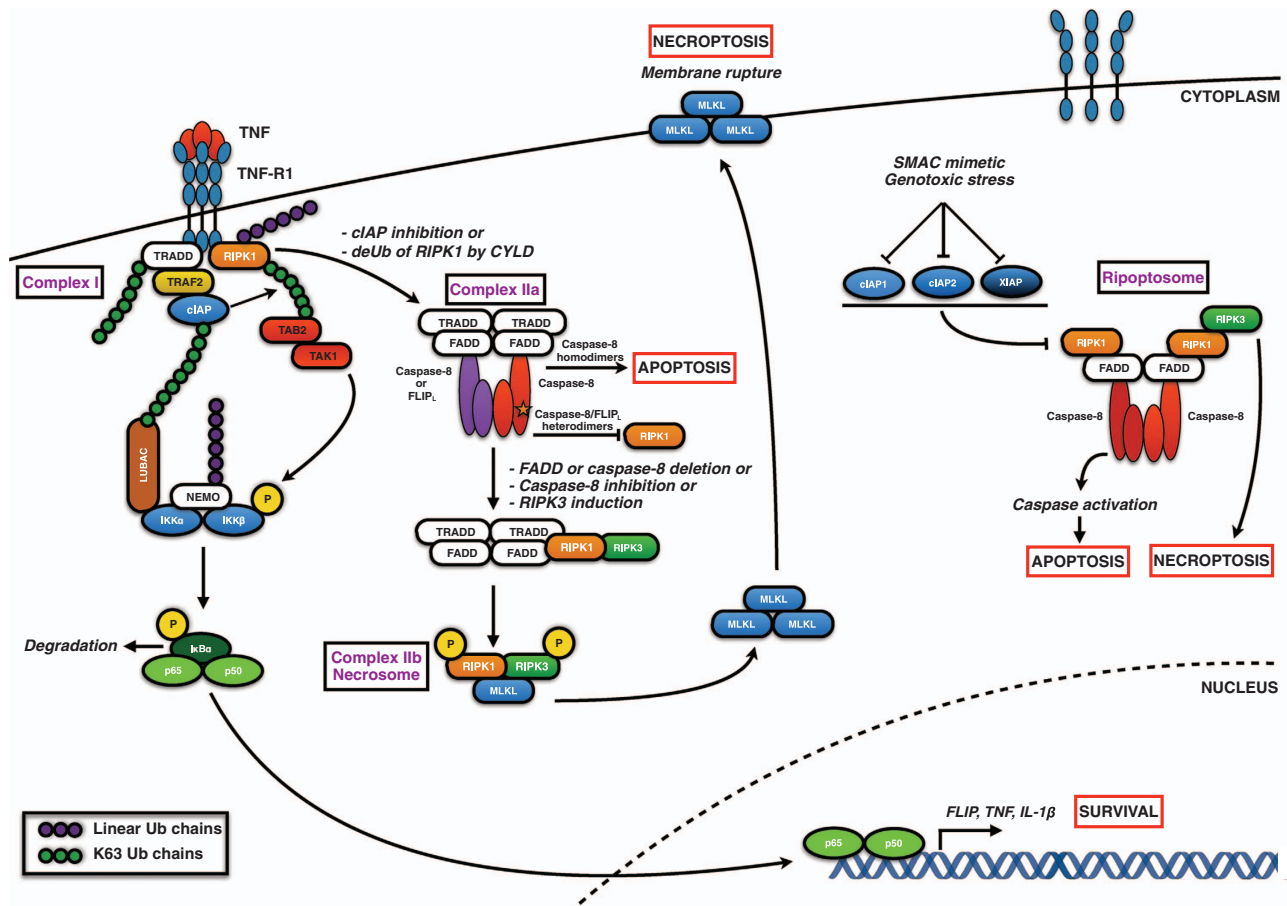 NECROPTOSIS
Membrane rupture
MLKL
MLKL
MLKL
CYTOPLASM
TNF
TNF-R1
SMAC mimetic
Genotoxic stress
- cIAP inhibition or
- deUb of RIPK1 by CYLD
TRADD
RIPK1
Complex I
TRAF2
cIAP
TAB2
TAK1
LUBAC
NEMO
P
IKKα
IKKβ
P
IκBα
Degradation
p65
p50
Complex IIa
TRADD
TRADD
FADD
FADD
Caspase-8
homodimers
APOPTOSIS
Caspase-8
or
FLIPL
Caspase-8
Caspase-8/FLIPL
heterodimers
RIPK1
- FADD or caspase-8 deletion or
- Caspase-8 inhibition or
- RIPK3 induction
TRADD
TRADD
FADD
FADD
RIPK1
RIPK3
Complex IIb
Necrosome
P
P
RIPK1
RIPK3
MLKL
MLKL
MLKL
MLKL
cIAP1
cIAP2
XIAP
Ripoptosome
RIPK3
RIPK1
RIPK1
FADD
FADD
Caspase-8
Caspase-8
Caspase activation
APOPTOSIS
NECROPTOSIS
NUCLEUS
FLIP, TNF, IL-1β
SURVIVAL
p65
p50
Linear Ub chains
K63 Ub chains